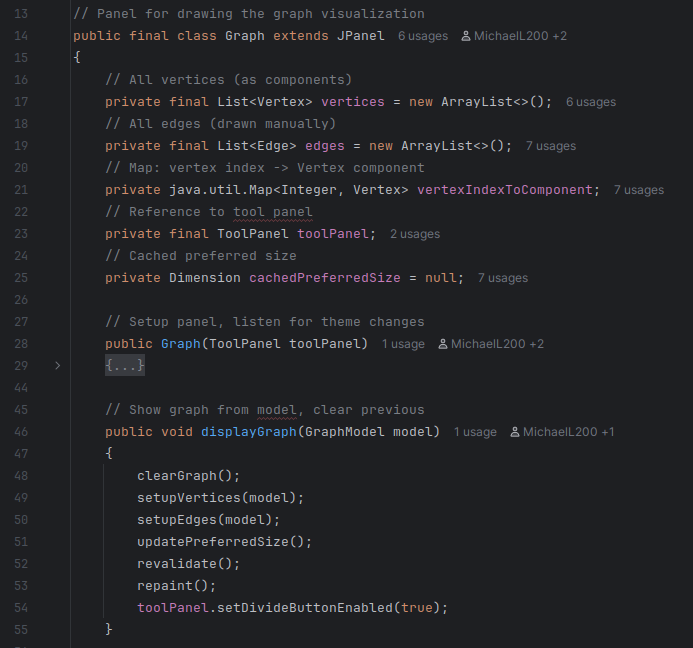 13 // Panel for drawing the graph visualization
14 public final class Graph extends JPanel 6 usages MichaelL200 +2
15 {
16 // All vertices (as components)
17 private final List<Vertex> vertices = new ArrayList<>(); 6 usages
18 // All edges (drawn manually)
19 private final List<Edge> edges = new ArrayList<>(); 7 usages
20 // Map: vertex index -> Vertex component
21 private java.util.Map<Integer, Vertex> vertexIndexToComponent; 7 usages
22 // Reference to tool panel
23 private final ToolPanel toolPanel; 2 usages
24 // Cached preferred size
25 private Dimension cachedPreferredSize = null; 7 usages
26
27 // Setup panel, listen for theme changes
28 public Graph(ToolPanel toolPanel) 1 usage MichaelL200 +2
29 {...}
44
45 // Show graph from model, clear previous
46 public void displayGraph(GraphModel model) 1 usage MichaelL200 +1
47 {
48 clearGraph();
49 setupVertices(model);
50 setupEdges(model);
51 updatePreferredSize();
52 revalidate();
53 repaint();
54 toolPanel.setDivideButtonEnabled(true);
55 }